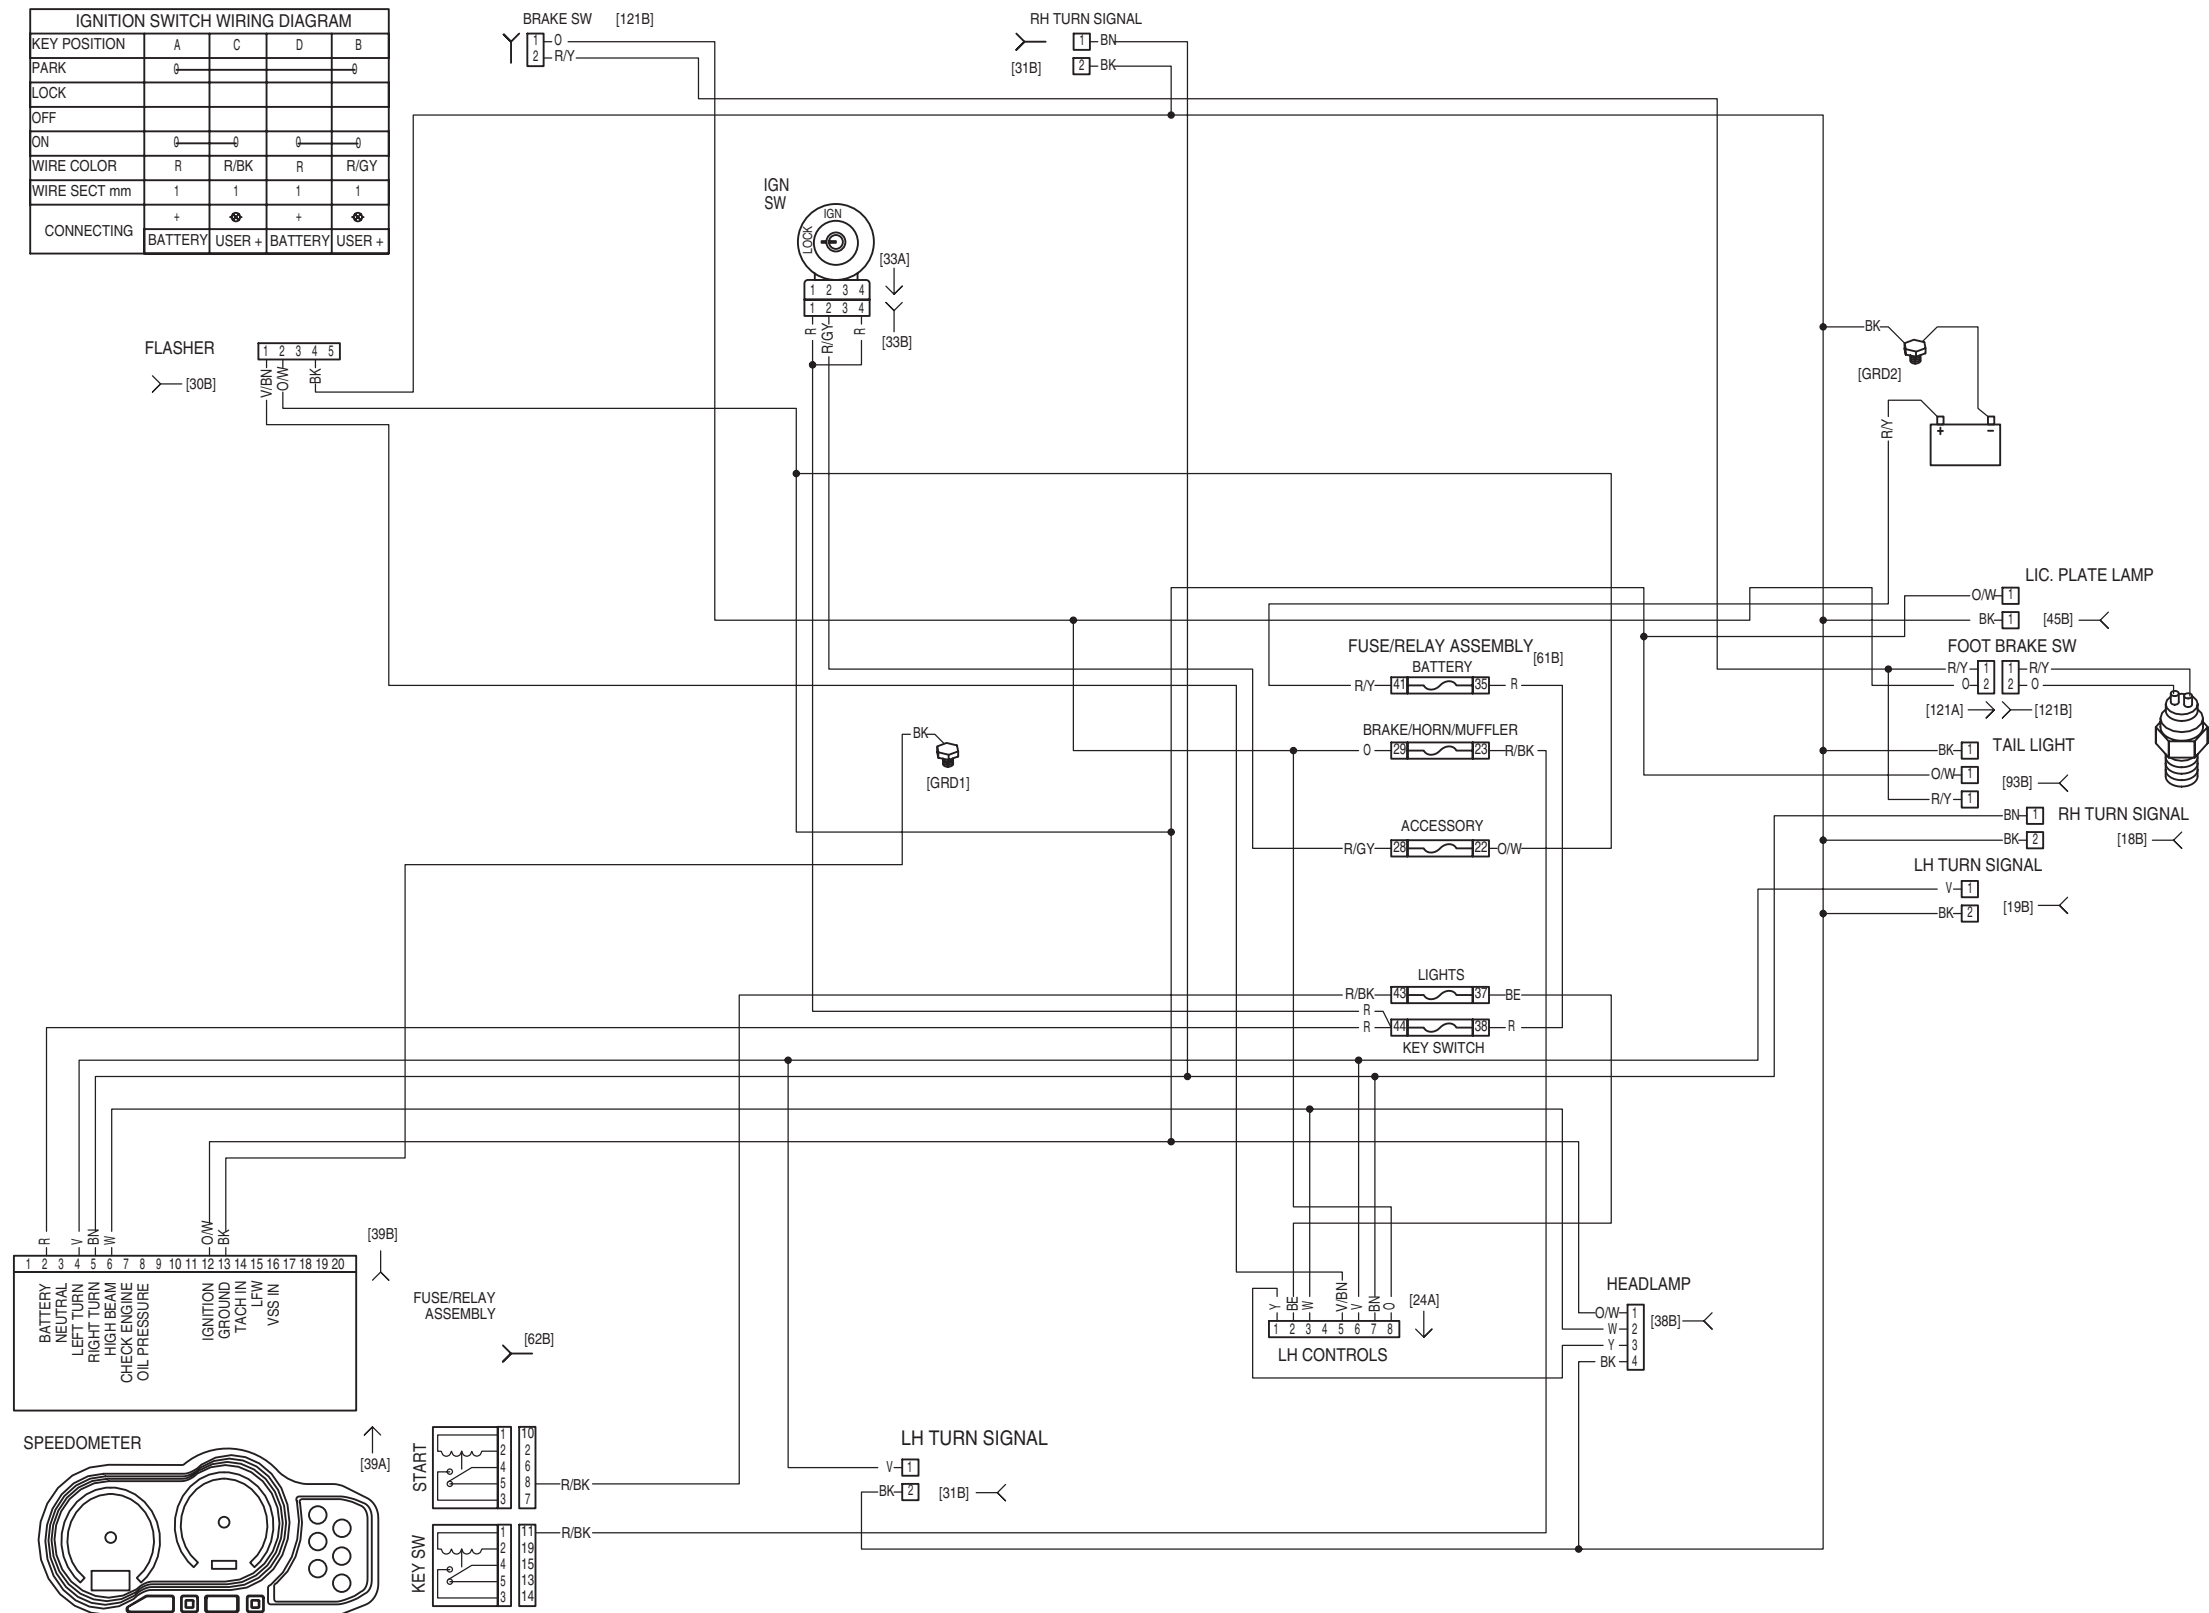 IGNITION SWITCH WIRING DIAGRAM
KEY POSITION A C D B
PARK 0 0
LOCK
OFF
ON 0 0 0 0
WIRE COLOR R R/BK R R/GY
WIRE SECT mm 1 1 1 1
CONNECTING + +
BATTERY USER + BATTERY USER +
BRAKE SW [121B]
1 O
2 R/Y
RH TURN SIGNAL
1 BN
[31B] 2 BK
IGN
SW
IGN
LOCK
[33A]
1 2 3 4
1 2 3 4
R R/GY R
[33B]
FLASHER
1 2 3 4 5
V/BN O/W BK
[30B]
BK
[GRD2]
R/Y
+ −
LIC. PLATE LAMP
O/W 1
BK 1 [45B]
FOOT BRAKE SW
R/Y 1 1 R/Y
O 2 2 O
[121A] [121B]
TAIL LIGHT
BK 1
O/W 1 [93B]
R/Y 1
RH TURN SIGNAL
BN 1
BK 2 [18B]
LH TURN SIGNAL
V 1
BK 2 [19B]
FUSE/RELAY ASSEMBLY [61B]
BATTERY
R/Y 41 35 R
BRAKE/HORN/MUFFLER
O 29 23 R/BK
ACCESSORY
R/GY 28 22 O/W
LIGHTS
R/BK 43 37 BE
R
R 44 38 R
KEY SWITCH
BK
[GRD1]
R V BN W O/W BK
[39B]
1 2 3 4 5 6 7 8 9 10 11 12 13 14 15 16 17 18 19 20
BATTERY
NEUTRAL
LEFT TURN
RIGHT TURN
HIGH BEAM
CHECK ENGINE
OIL PRESSURE
IGNITION
GROUND
TACH IN
LFW
VSS IN
SPEEDOMETER
[39A]
FUSE/RELAY
ASSEMBLY
[62B]
START
1 10
2 2
4 6
5 8 R/BK
3 7
KEY SW
1 11 R/BK
2 19
4 15
5 13
3 14
LH TURN SIGNAL
V 1
BK 2 [31B]
Y BE W V/BN V BN O
[24A]
1 2 3 4 5 6 7 8
LH CONTROLS
HEADLAMP
O/W 1
W 2 [38B]
Y 3
BK 4